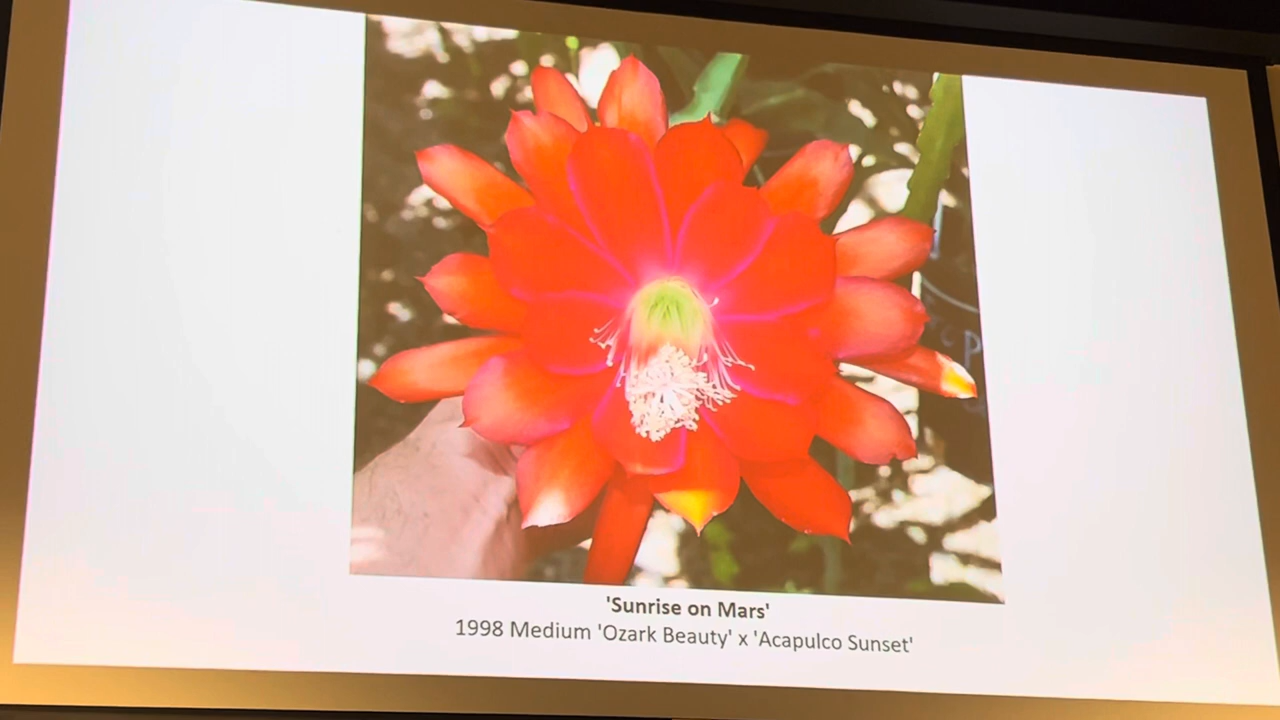 'Sunrise on Mars'
1998 Medium 'Ozark Beauty' x 'Acapulco Sunset'